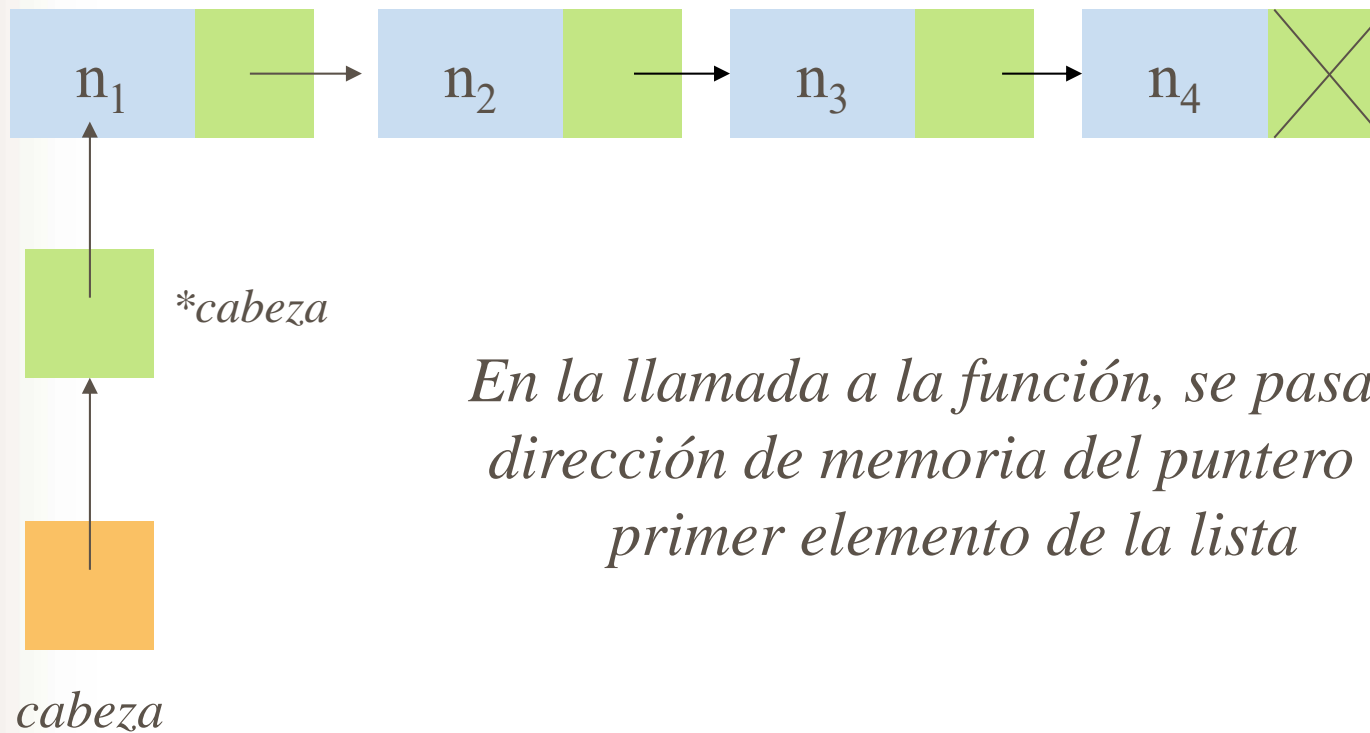 n₁ n₂ n₃ n₄
*cabeza
En la llamada a la función, se pasa
dirección de memoria del puntero
primer elemento de la lista
cabeza